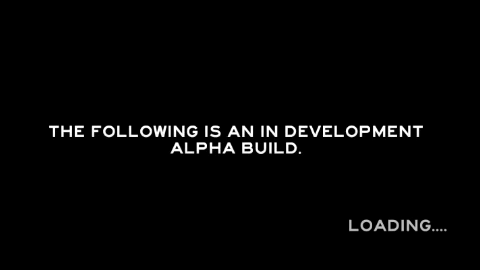 THE FOLLOWING IS AN IN DEVELOPMENT
ALPHA BUILD.
LOADING....